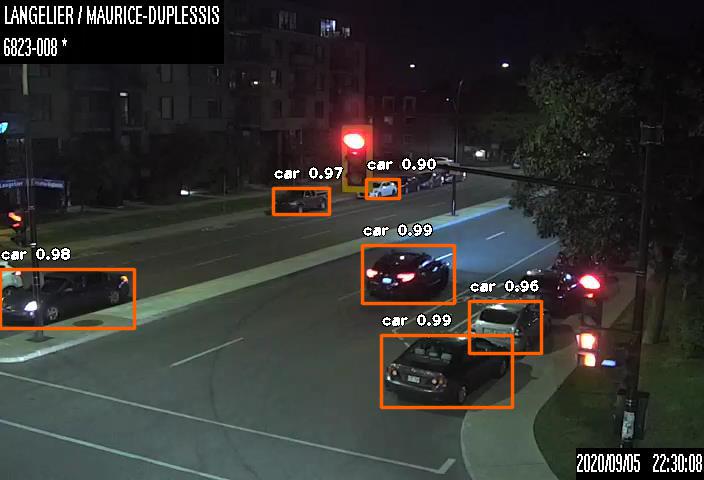 LANGELIER / MAURICE-DUPLESSIS
6823-008 *
car 0.97
car 0.90
car 0.99
car 0.98
car 0.96
car 0.99
Langelier
2020/09/05 22:30:08